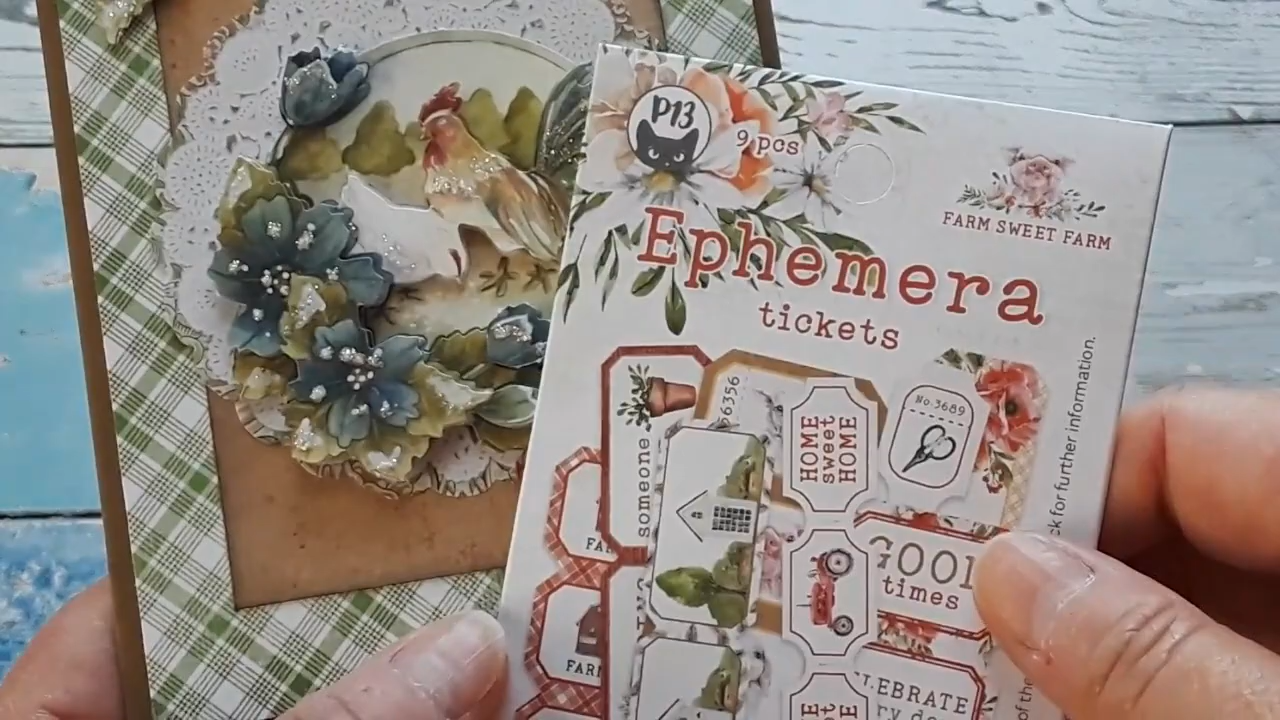 P13
9 pcs
FARM SWEET FARM
Ephemera
tickets
No. 3689
HOME
sweet
HOME
someone
GOOD
times
FARM
for further information.